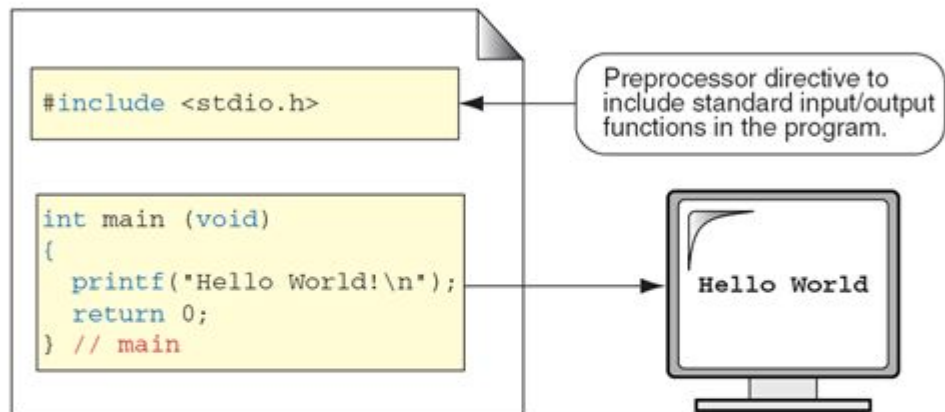 #include <stdio.h>
Preprocessor directive to
include standard input/output
functions in the program.
int main (void)
{
printf("Hello World!\n");
return 0;
} // main
Hello World